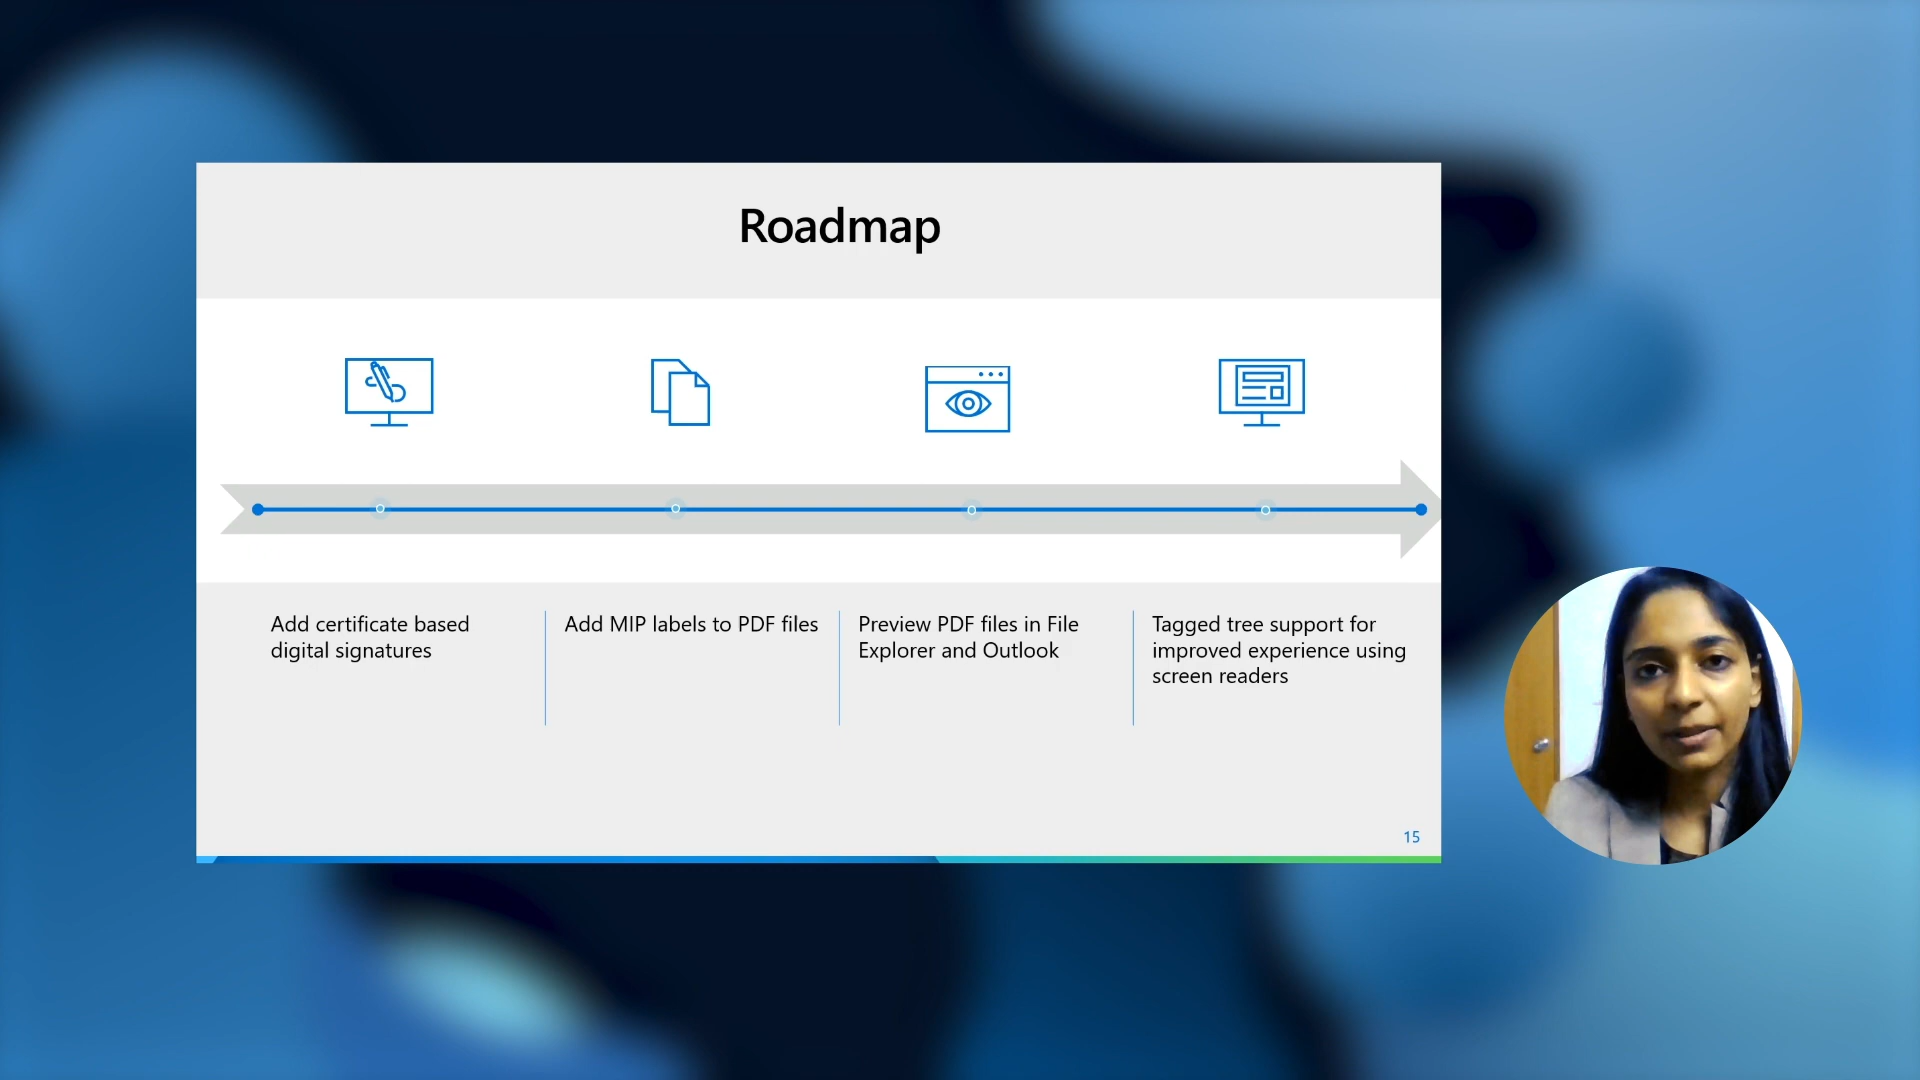 Roadmap
Add certificate based
digital signatures
Add MIP labels to PDF files
Preview PDF files in File
Explorer and Outlook
Tagged tree support for
improved experience using
screen readers
15